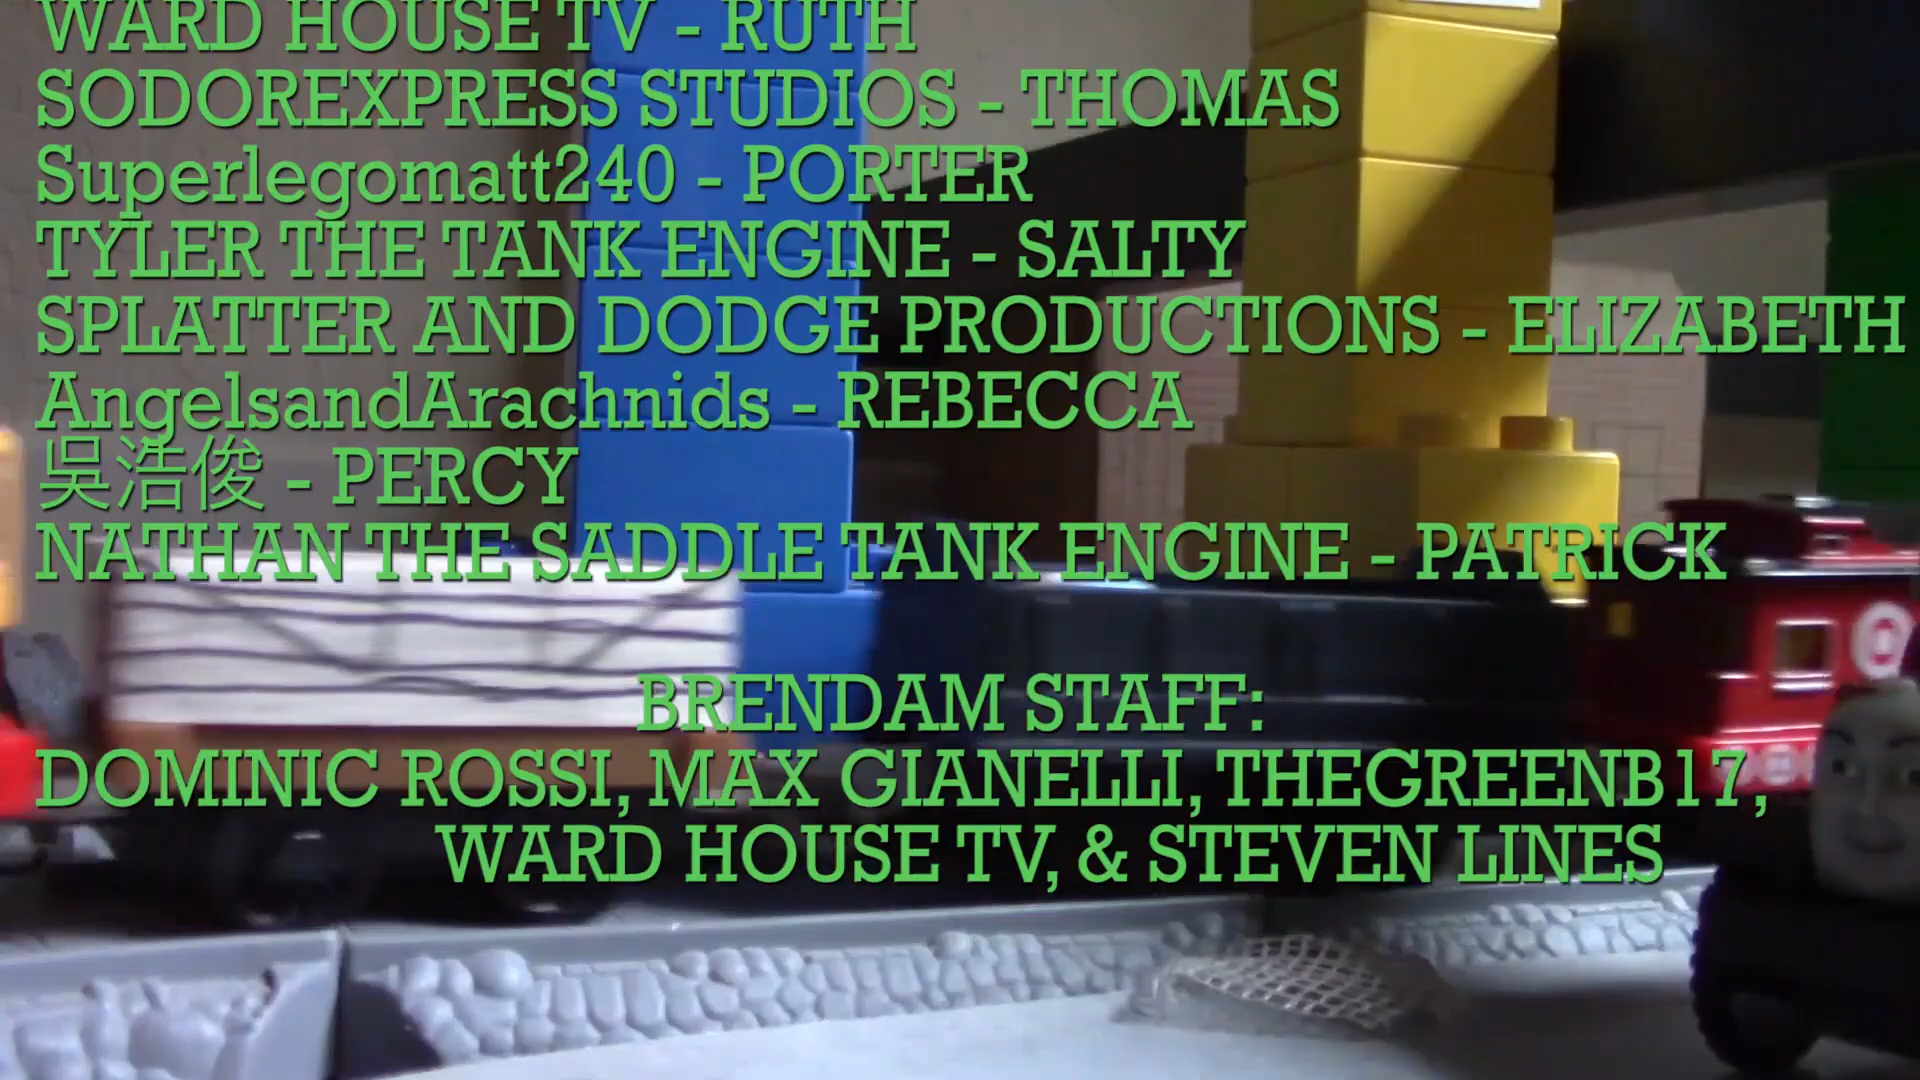 WARD HOUSE TV - RUTH
SODOREXPRESS STUDIOS - THOMAS
Superlegomatt240 - PORTER
TYLER THE TANK ENGINE - SALTY
SPLATTER AND DODGE PRODUCTIONS - ELIZABETH
AngelsandArachnids - REBECCA
吳浩俊 - PERCY
NATHAN THE SADDLE TANK ENGINE - PATRICK
BRENDAM STAFF:
DOMINIC ROSSI, MAX GIANELLI, THEGREENB17,
WARD HOUSE TV, & STEVEN LINES